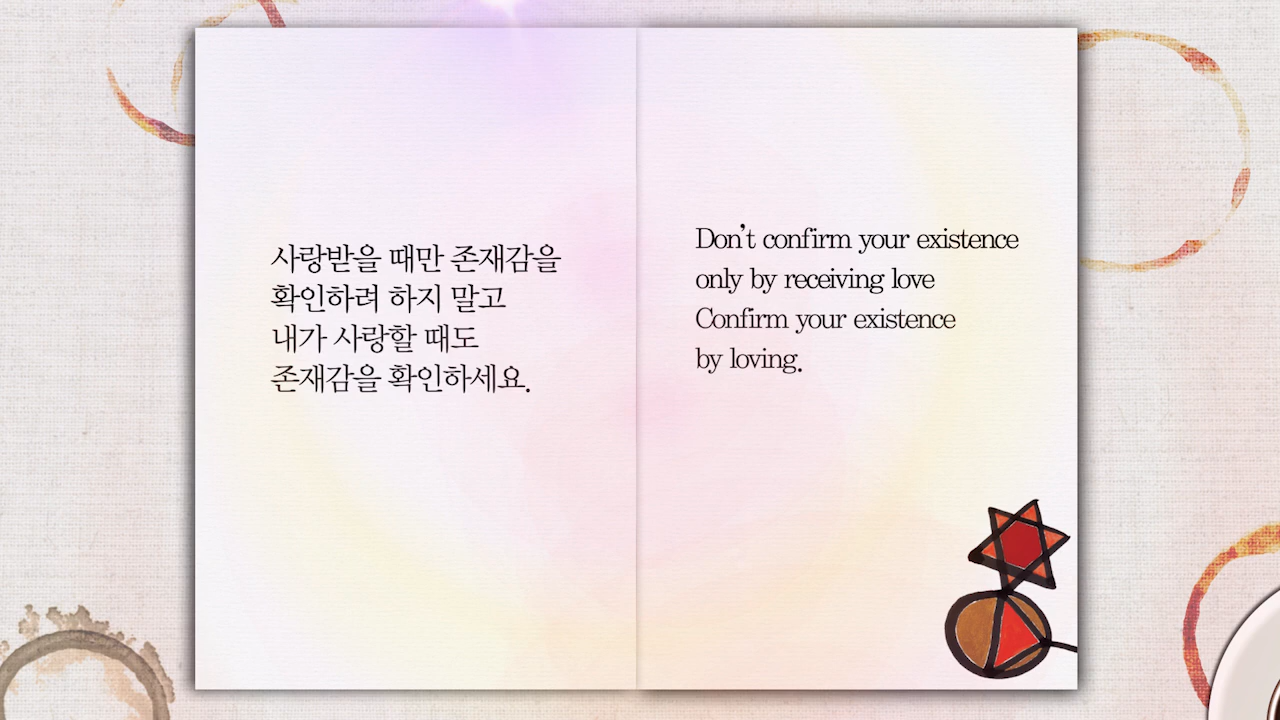 사랑받을 때만 존재감을
확인하려 하지 말고
내가 사랑할 때도
존재감을 확인하세요.
Don't confirm your existence
only by receiving love
Confirm your existence
by loving.